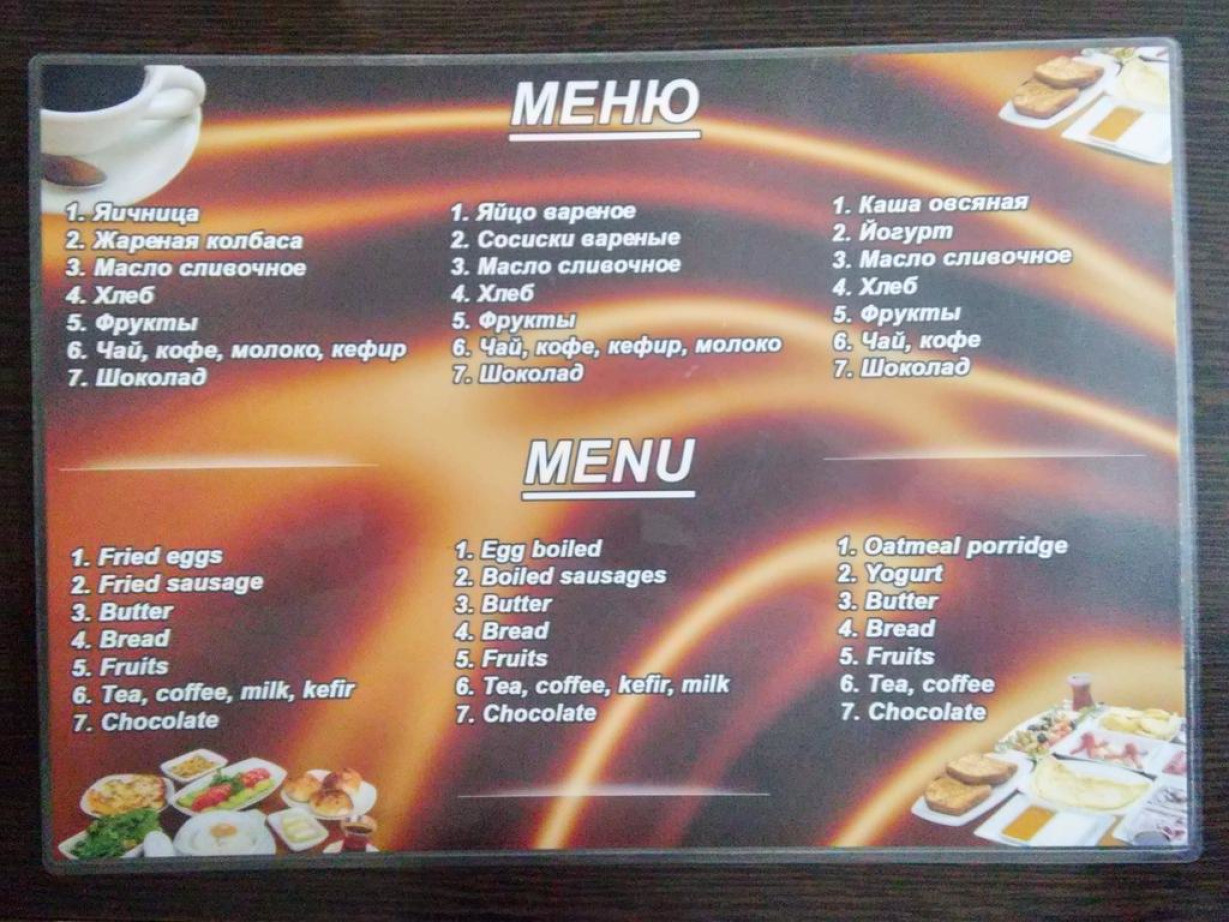 МЕНЮ
1. Яичница
2. Жареная колбаса
3. Масло сливочное
4. Хлеб
5. Фрукты
6. Чай, кофе, молоко, кефир
7. Шоколад
1. Яйцо вареное
2. Сосиски вареные
3. Масло сливочное
4. Хлеб
5. Фрукты
6. Чай, кофе, кефир, молоко
7. Шоколад
1. Каша овсяная
2. Йогурт
3. Масло сливочное
4. Хлеб
5. Фрукты
6. Чай, кофе
7. Шоколад
MENU
1. Fried eggs
2. Fried sausage
3. Butter
4. Bread
5. Fruits
6. Tea, coffee, milk, kefir
7. Chocolate
1. Egg boiled
2. Boiled sausages
3. Butter
4. Bread
5. Fruits
6. Tea, coffee, kefir, milk
7. Chocolate
1. Oatmeal porridge
2. Yogurt
3. Butter
4. Bread
5. Fruits
6. Tea, coffee
7. Chocolate